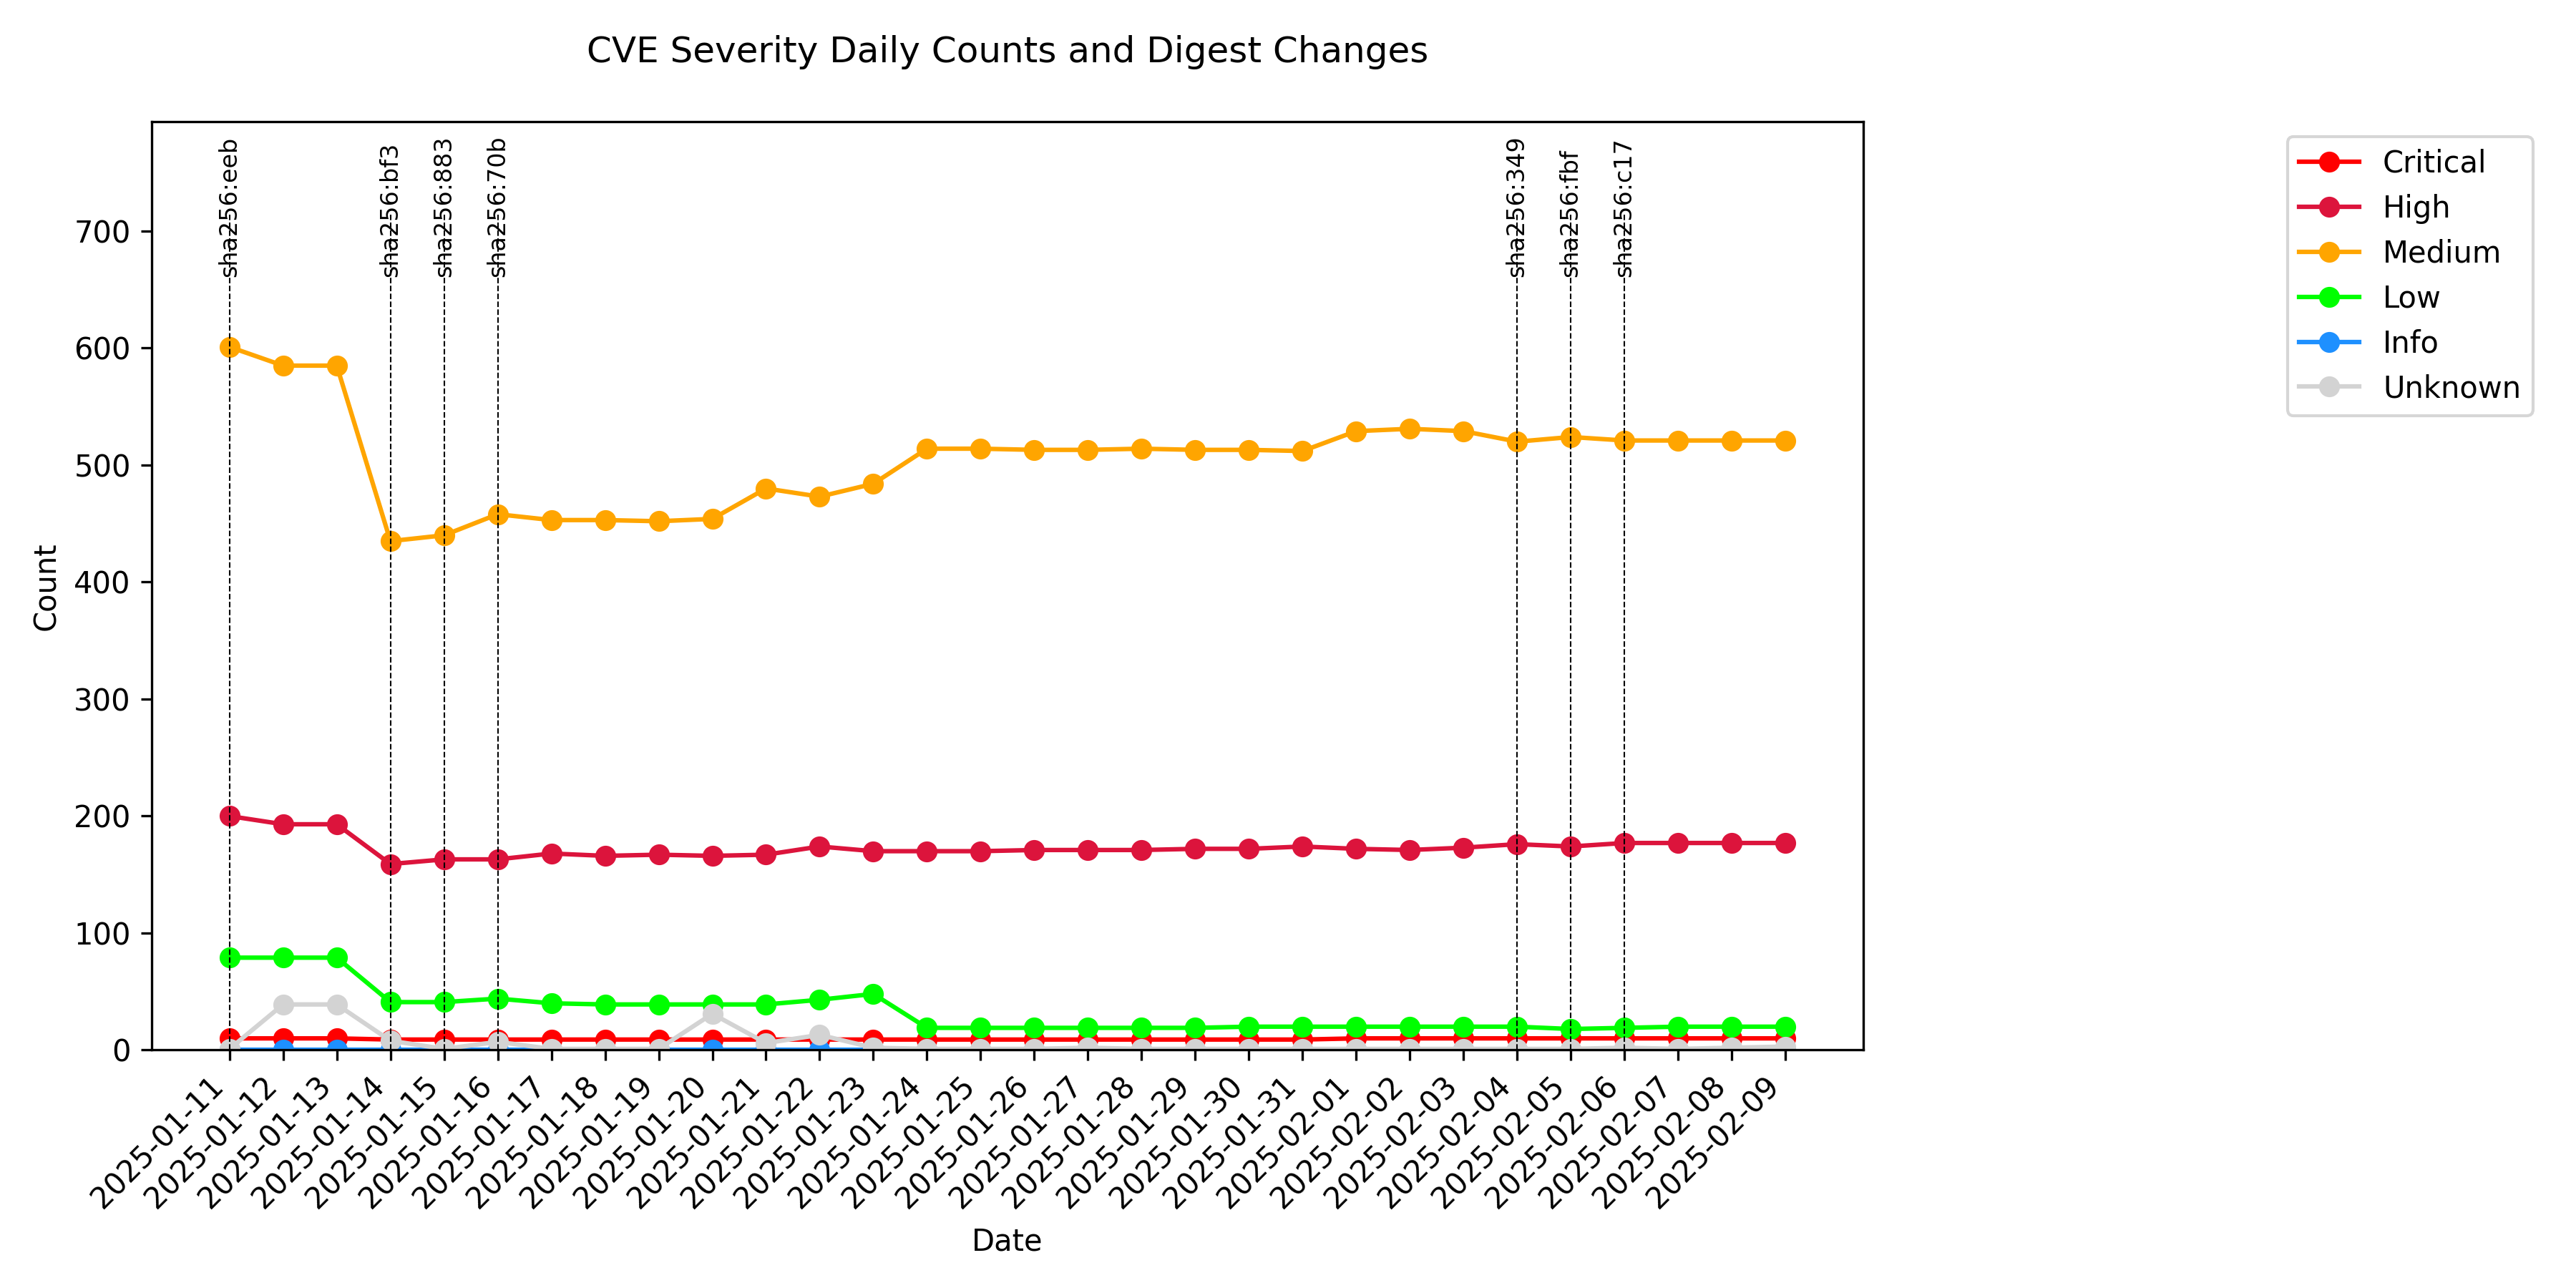 CVE Severity Daily Counts and Digest Changes
sha256:eeb
sha256:bf3
sha256:883
sha256:70b
sha256:349
sha256:fbf
sha256:c17
Critical
High
Medium
Low
Info
Unknown
700
600
500
400
300
200
100
0
Count
2025-01-11
2025-01-12
2025-01-13
2025-01-14
2025-01-15
2025-01-16
2025-01-17
2025-01-18
2025-01-19
2025-01-20
2025-01-21
2025-01-22
2025-01-23
2025-01-24
2025-01-25
2025-01-26
2025-01-27
2025-01-28
2025-01-29
2025-01-30
2025-01-31
2025-02-01
2025-02-02
2025-02-03
2025-02-04
2025-02-05
2025-02-06
2025-02-07
2025-02-08
2025-02-09
Date